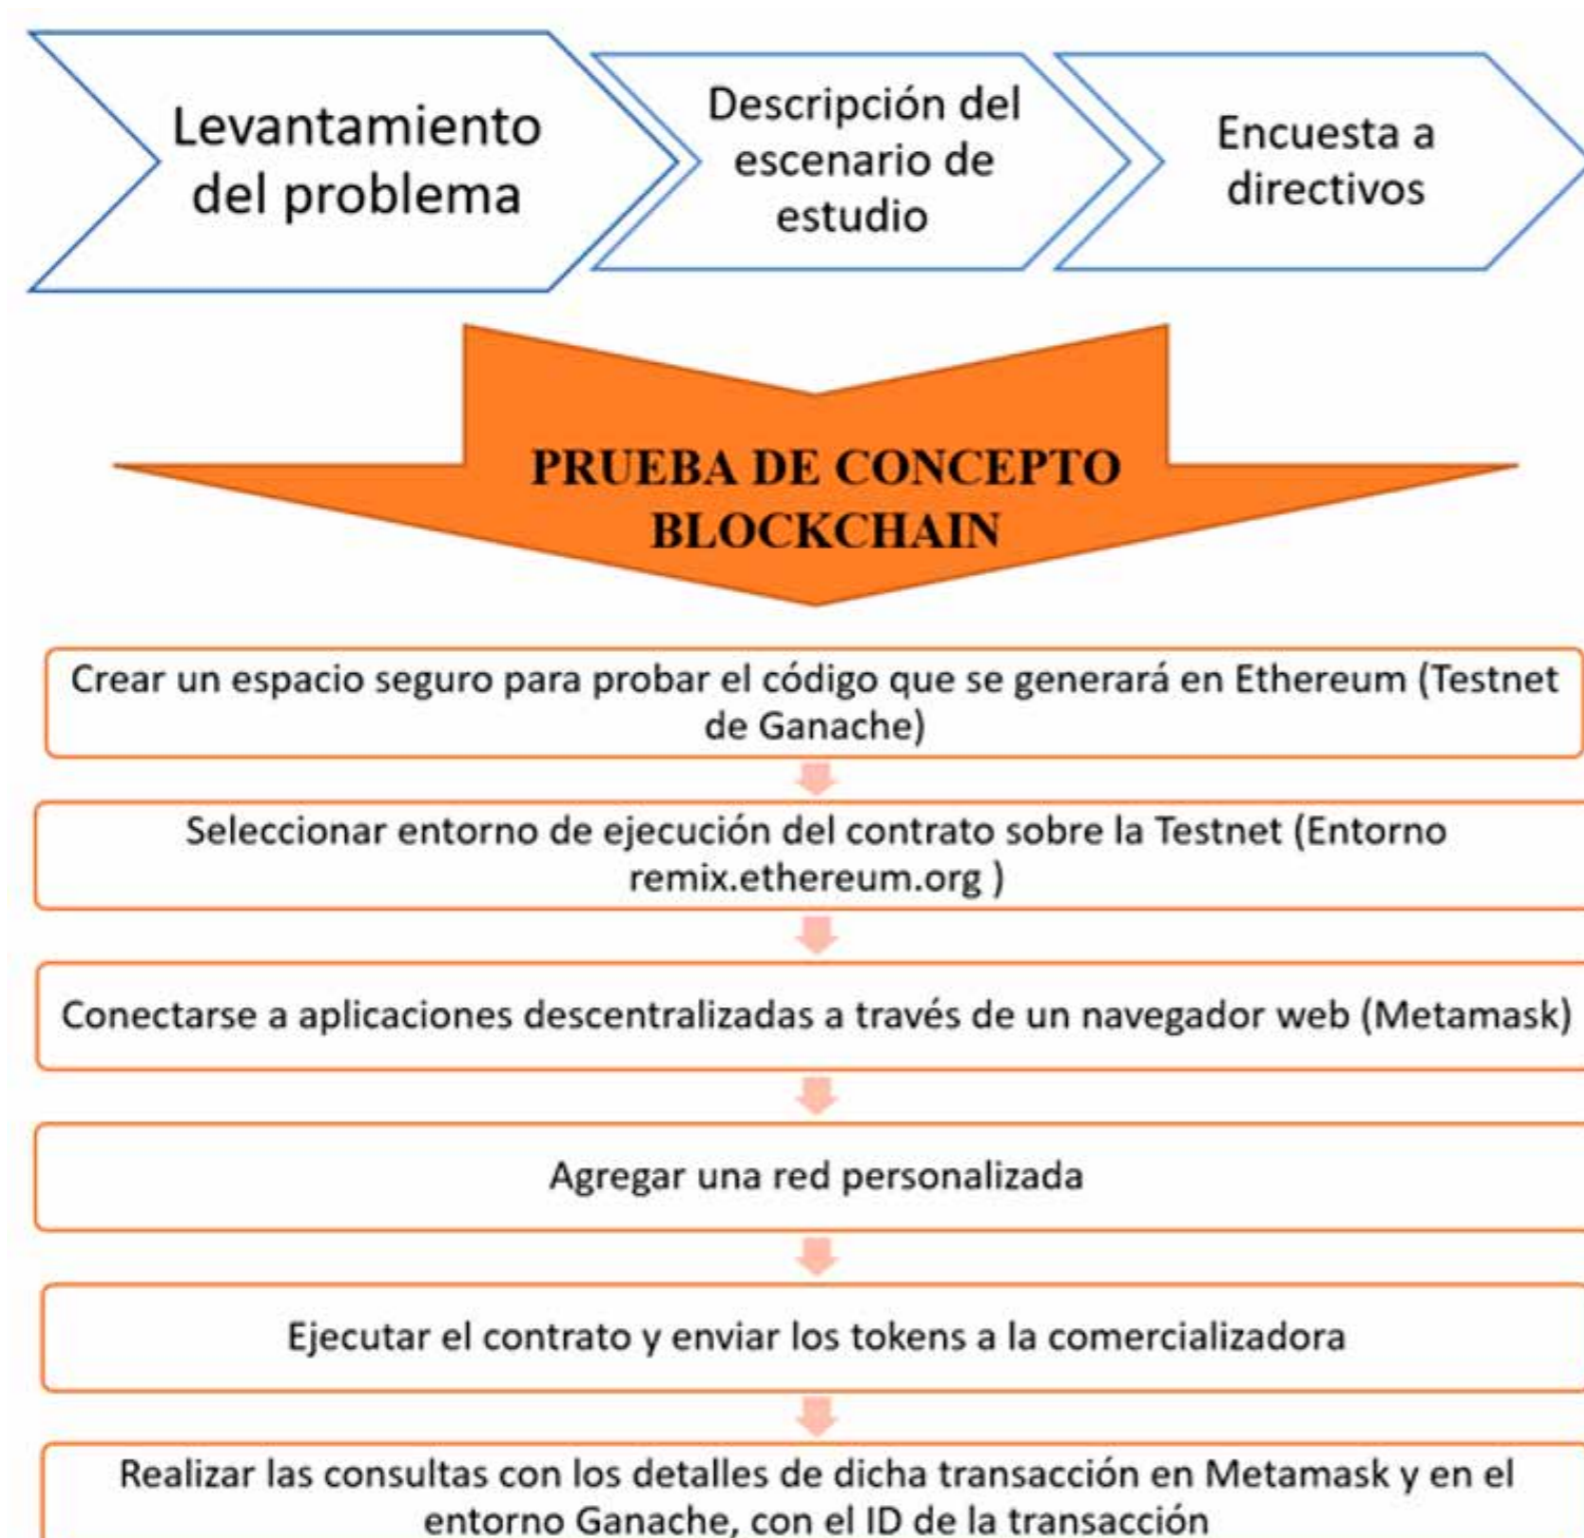 Levantamiento
del problema
Descripción del
escenario de
estudio
Encuesta a
directivos
PRUEBA DE CONCEPTO
BLOCKCHAIN
Crear un espacio seguro para probar el código que se generará en Ethereum (Testnet
de Ganache)
Seleccionar entorno de ejecución del contrato sobre la Testnet (Entorno
remix.ethereum.org )
Conectarse a aplicaciones descentralizadas a través de un navegador web (Metamask)
Agregar una red personalizada
Ejecutar el contrato y enviar los tokens a la comercializadora
Realizar las consultas con los detalles de dicha transacción en Metamask y en el
entorno Ganache, con el ID de la transacción